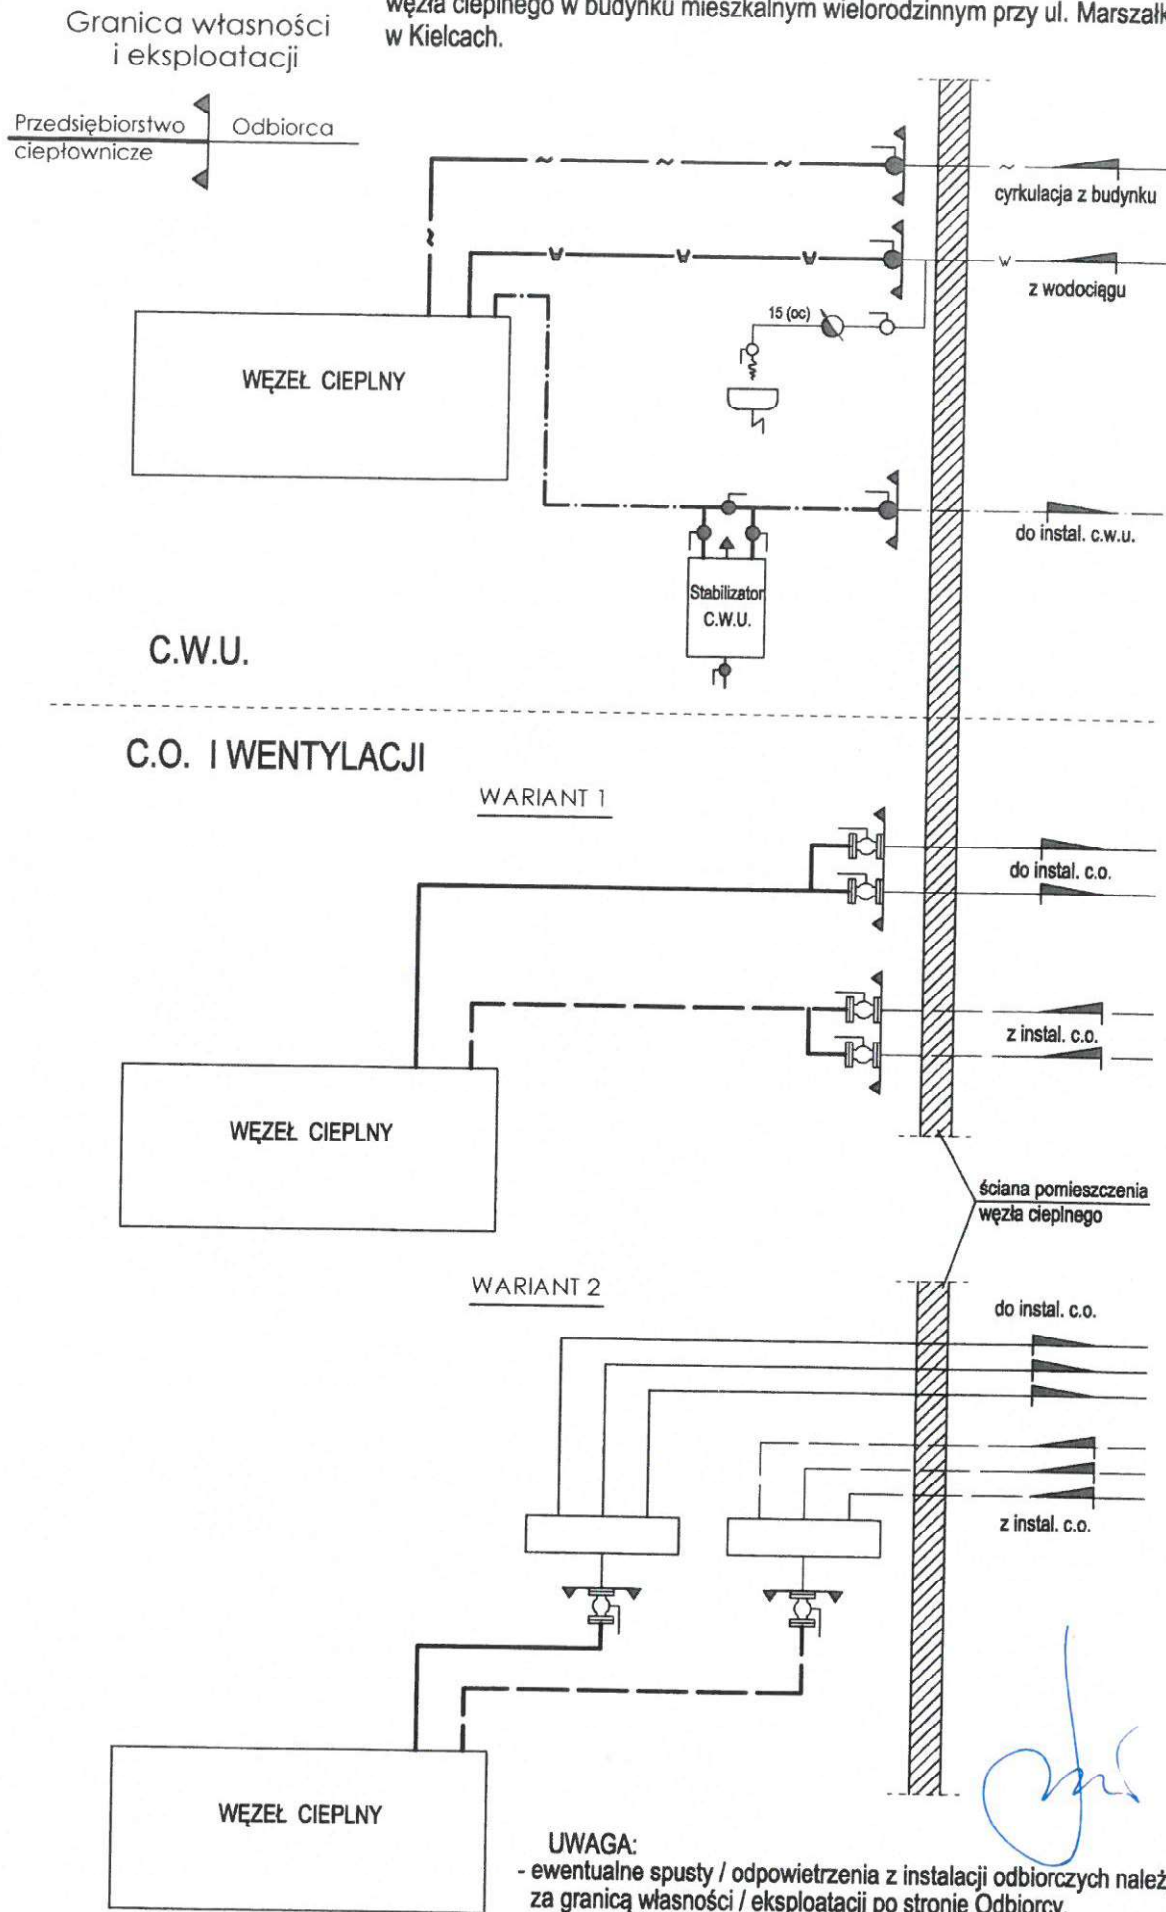 węzła cieplnego w budynku mieszkalnym wielorodzinnym przy ul. Marszałk
w Kielcach.
Granica własności
i eksploatacji
Przedsiębiorstwo
ciepłownicze
Odbiorca
~ ~ ~ ~
cyrkulacja z budynku
~
W W W W
z wodociągu
15 (oc)
WĘZEŁ CIEPLNY
do instal. c.w.u.
Stabilizator
C.W.U.
C.W.U.
C.O. I WENTYLACJI
WARIANT 1
do instal. c.o.
z instal. c.o.
WĘZEŁ CIEPLNY
ściana pomieszczenia
węzła cieplnego
WARIANT 2
do instal. c.o.
z instal. c.o.
WĘZEŁ CIEPLNY
UWAGA:
- ewentualne spusty / odpowietrzenia z instalacji odbiorczych należ
za granicą własności / eksploatacji po stronie Odbiorcy.